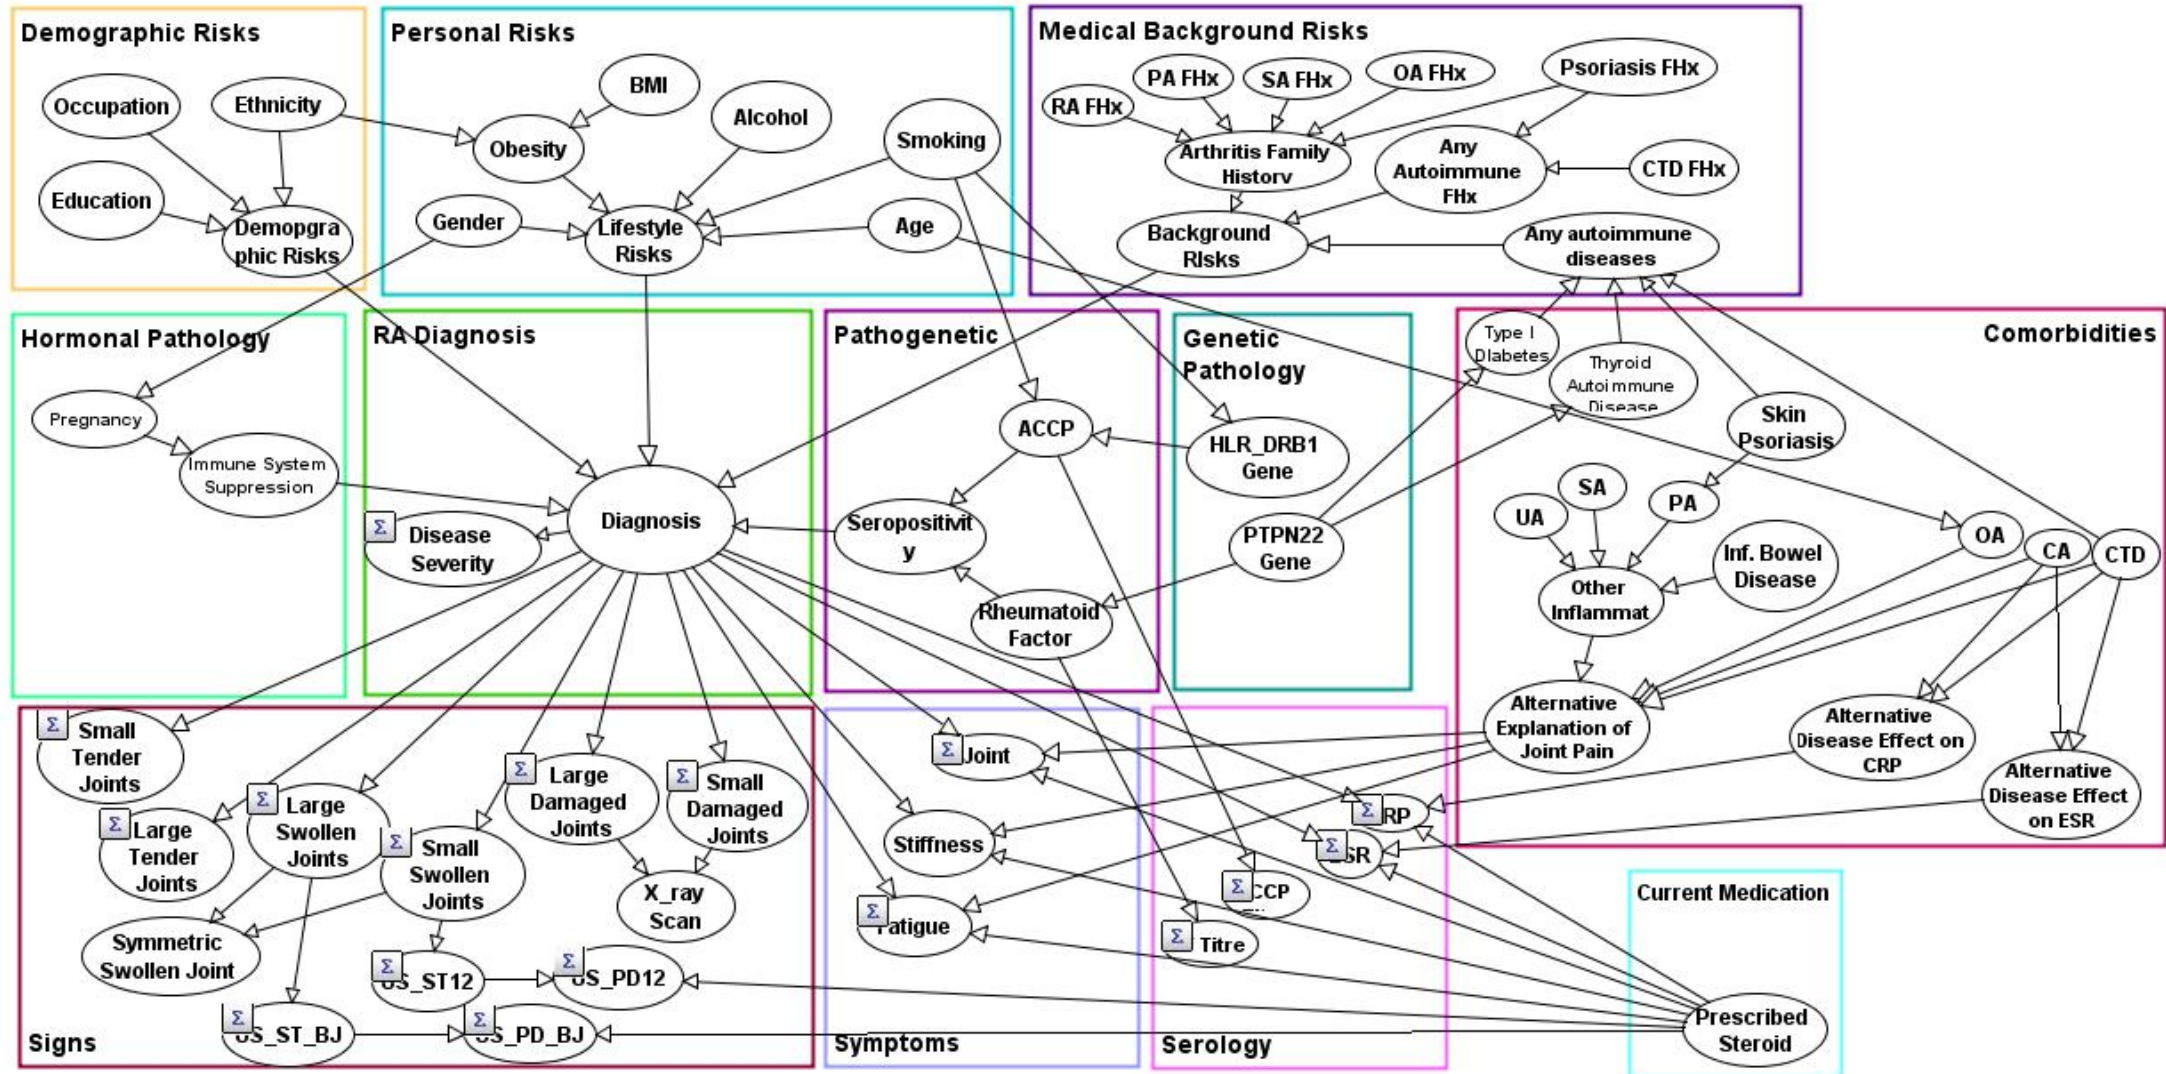 Demographic Risks
Occupation
Ethnicity
Education
Demopgra
phic Risks
Personal Risks
BMI
Alcohol
Smoking
Obesity
Gender
Lifestyle
Risks
Age
Medical Background Risks
RA FHx
PA FHx
SA FHx
OA FHx
Psoriasis FHx
Arthritis Family
History
Any
Autoimmune
FHx
CTD FHx
Background
RIsks
Any autoimmune
diseases
Hormonal Pathology
Pregnancy
Immune System
Suppression
RA Diagnosis
Diagnosis
Σ
Disease
Severity
Pathogenetic
ACCP
Seropositivit
y
Rheumatoid
Factor
Genetic
Pathology
HLR_DRB1
Gene
PTPN22
Gene
Comorbidities
Type I
DIabetes
Thyroid
Autoimmune
Disease
Skin
Psoriasis
SA
PA
UA
Inf. Bowel
Disease
Other
Inflammat
OA
CA
CTD
Alternative
Explanation of
Joint Pain
Alternative
Disease Effect on
CRP
Alternative
Disease Effect
on ESR
Signs
Σ
Small
Tender
Joints
Σ
Large
Tender
Joints
Σ
Large
Swollen
Joints
Σ
Small
Swollen
Joints
Σ
Large
Damaged
Joints
Σ
Small
Damaged
Joints
X_ray
Scan
Symmetric
Swollen Joint
Σ
US_ST12
Σ
US_PD12
Σ
US_ST_BJ
Σ
US_PD_BJ
Symptoms
Σ
Joint
Stiffness
Σ
Fatigue
Serology
Σ
RP
Σ
ESR
Σ
CCP
Σ
Titre
Current Medication
Prescribed
Steroid